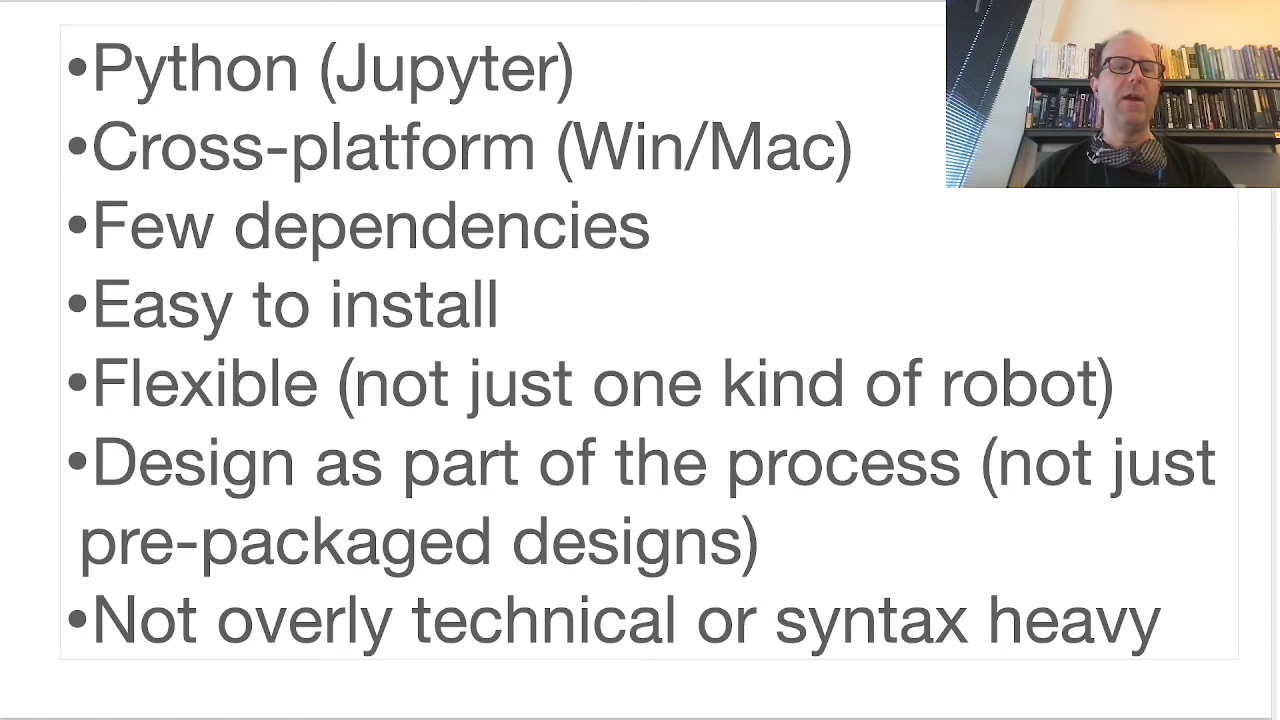 •Python (Jupyter)
•Cross-platform (Win/Mac)
•Few dependencies
•Easy to install
•Flexible (not just one kind of robot)
•Design as part of the process (not just
pre-packaged designs)
•Not overly technical or syntax heavy